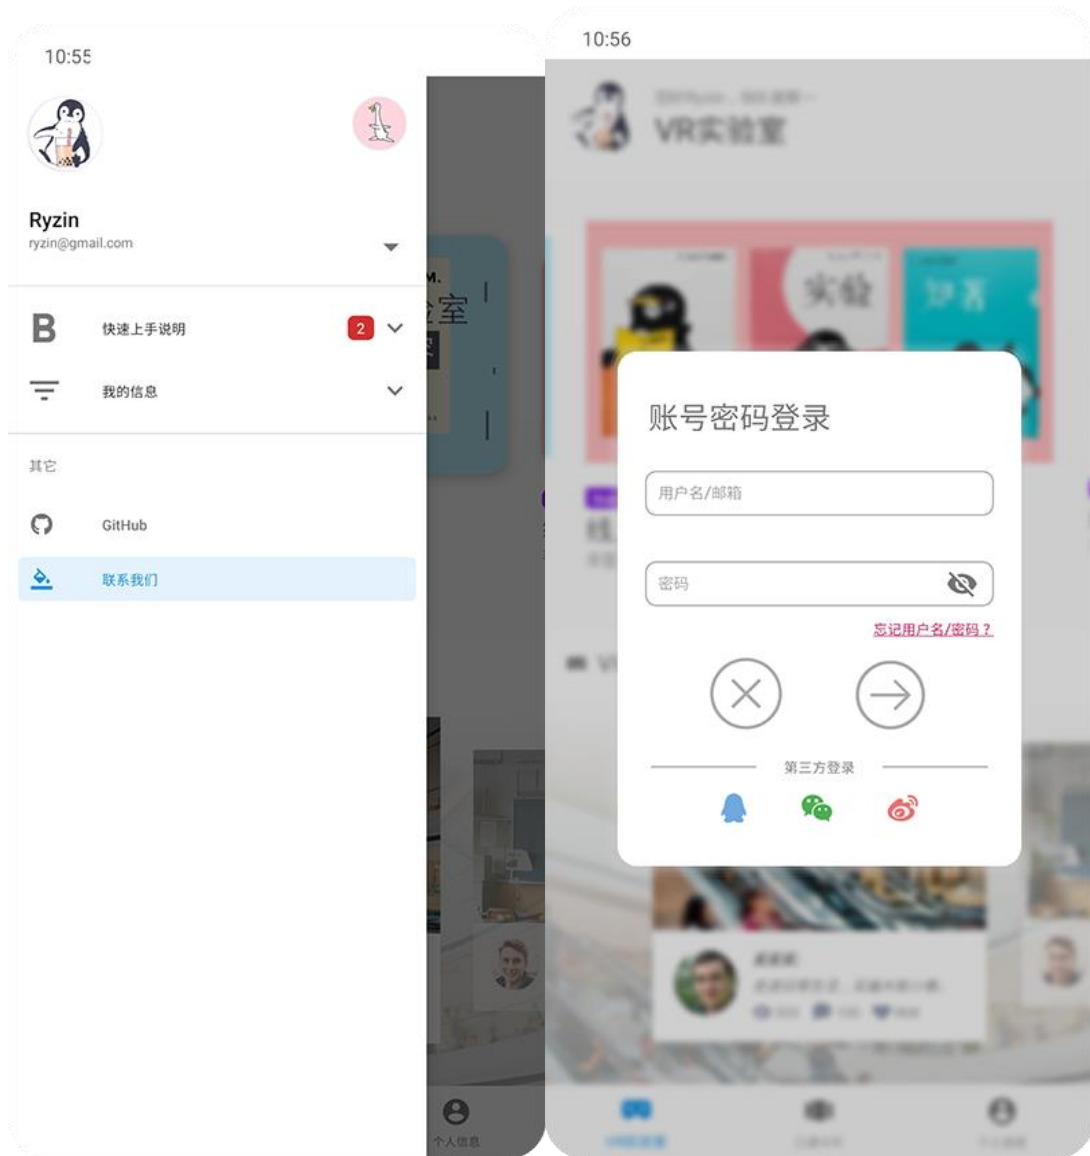 10:55
Ryzin
ryzin@gmail.com
快速上手说明
2
我的信息
其它
GitHub
联系我们
M.
室
个人信息
10:56
VR实验室
实验
账号密码登录
用户名/邮箱
密码
忘记用户名/密码？
第三方登录